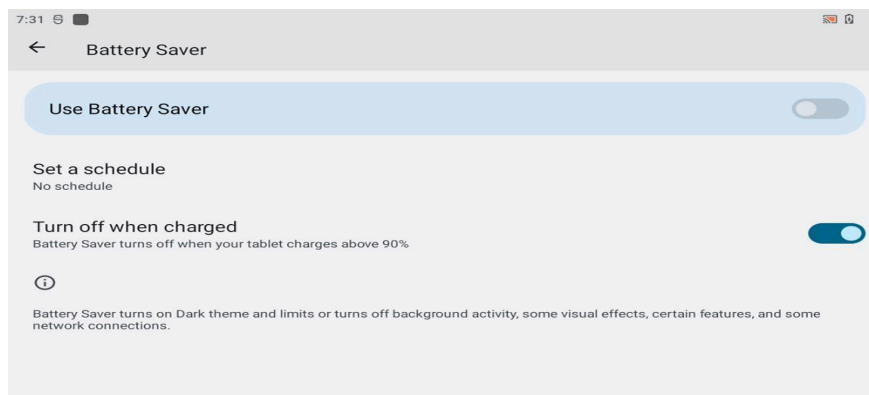 7:31
Battery Saver
Use Battery Saver
Set a schedule
No schedule
Turn off when charged
Battery Saver turns off when your tablet charges above 90%
Battery Saver turns on Dark theme and limits or turns off background activity, some visual effects, certain features, and some
network connections.